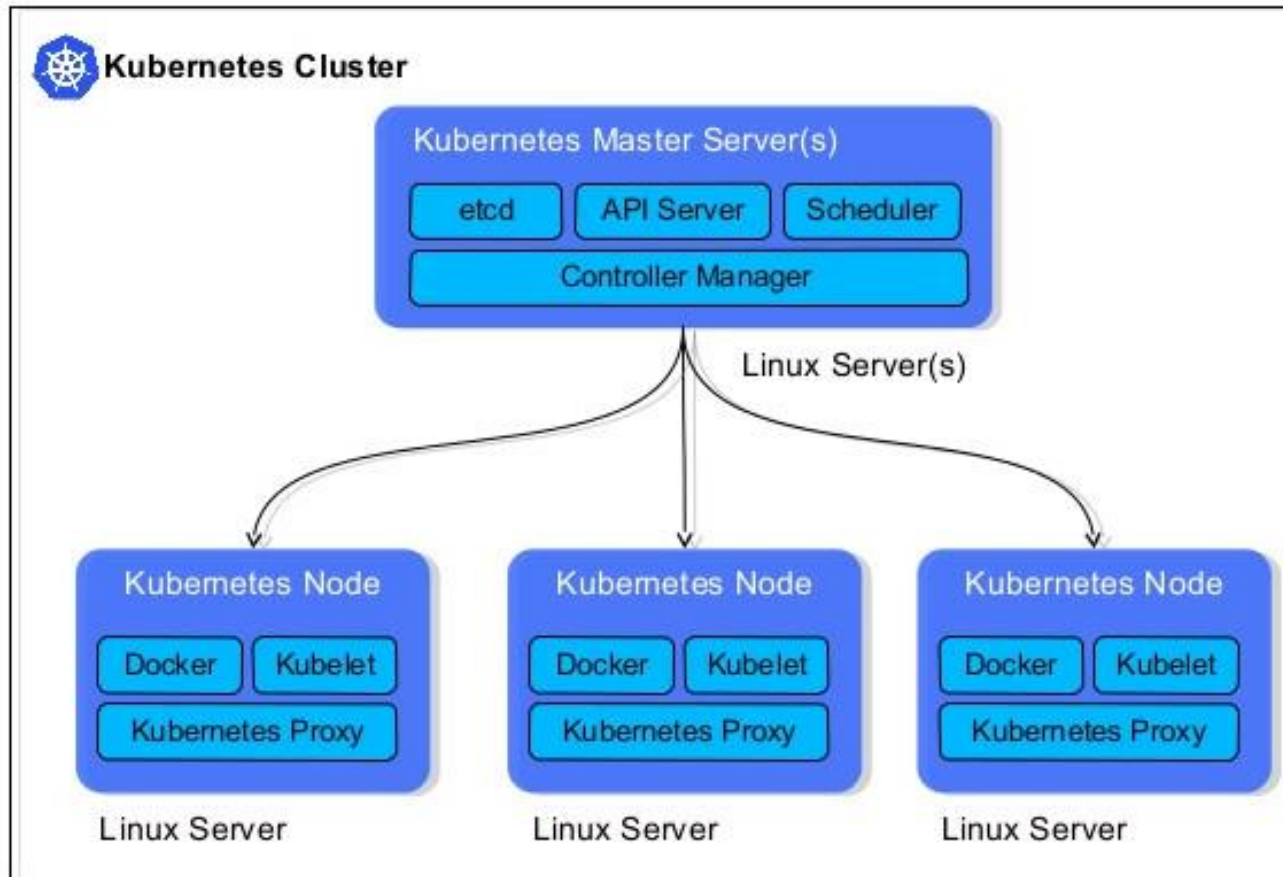 Kubernetes Cluster
Kubernetes Master Server(s)
etcd API Server Scheduler
Controller Manager
Linux Server(s)
Kubernetes Node Kubernetes Node Kubernetes Node
Docker Kubelet Docker Kubelet Docker Kubelet
Kubernetes Proxy Kubernetes Proxy Kubernetes Proxy
Linux Server Linux Server Linux Server